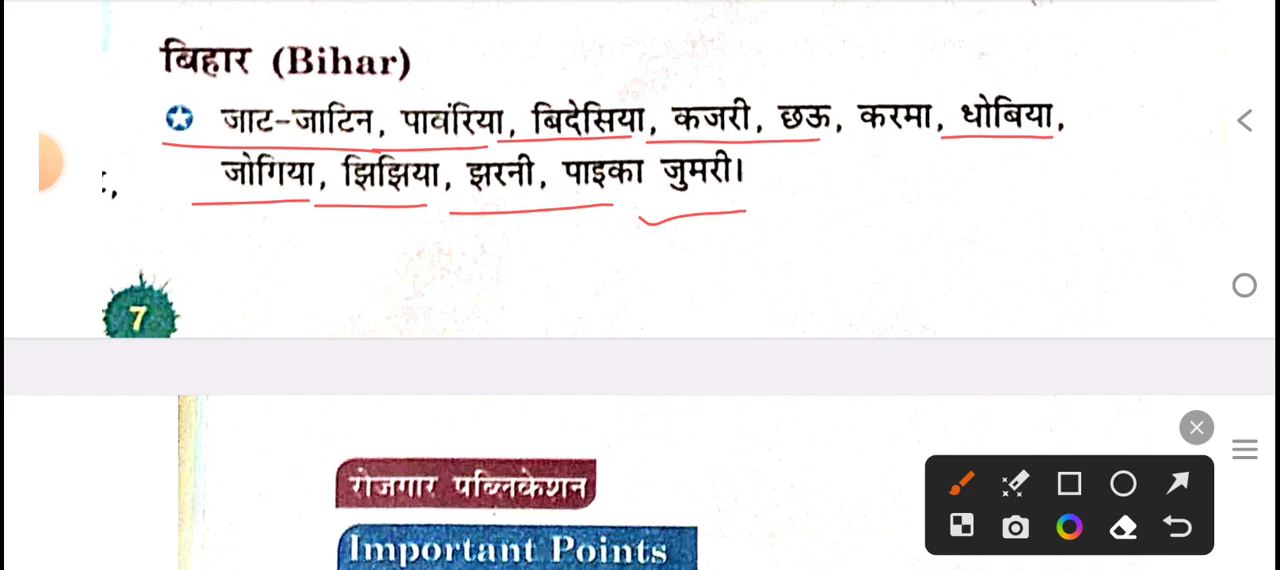 बिहार (Bihar)
जाट-जाटिन, पावंरिया, बिदेसिया, कजरी, छऊ, करमा, धोबिया,
जोगिया, झिझिया, झरनी, पाइका जुमरी।
7
रोजगार पब्लिकेशन
Important Points